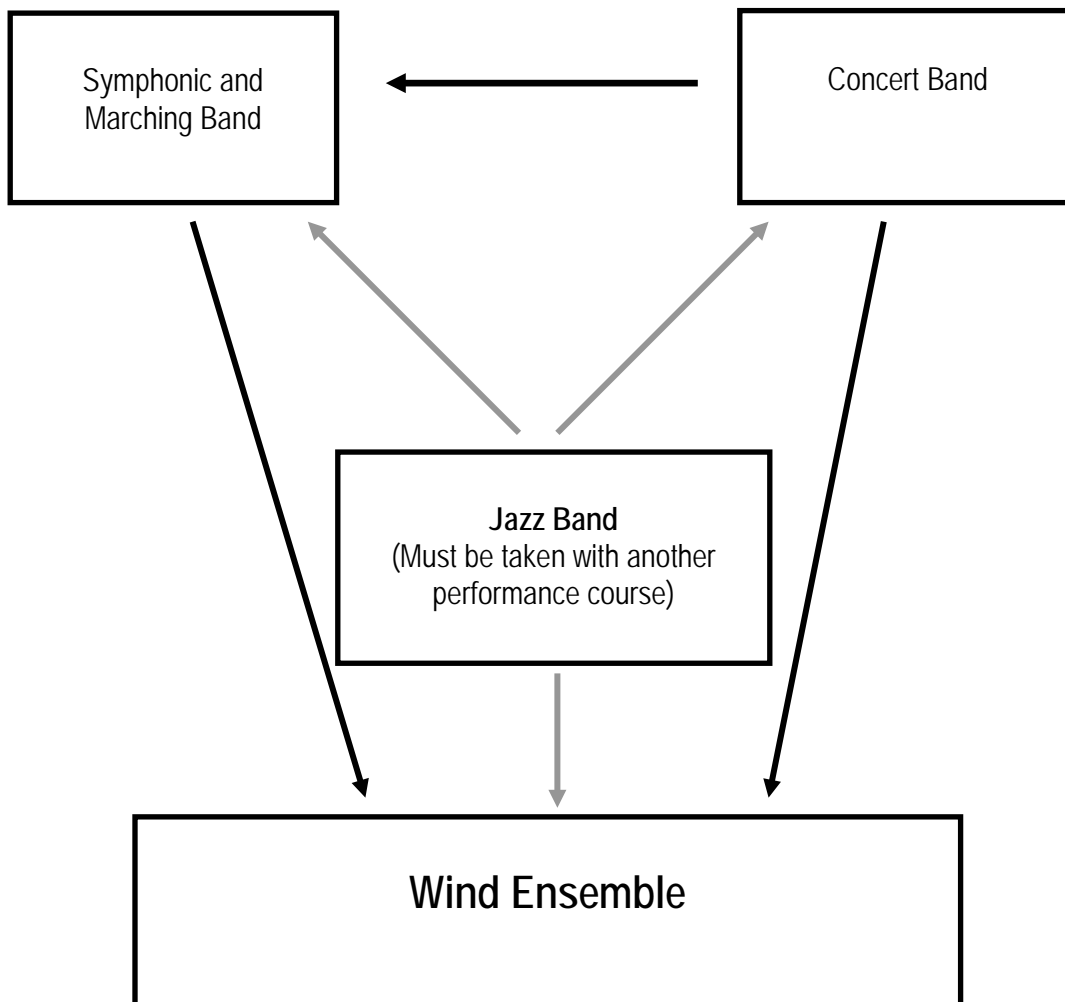 Symphonic and
Marching Band
Concert Band
Jazz Band
(Must be taken with another
performance course)
Wind Ensemble